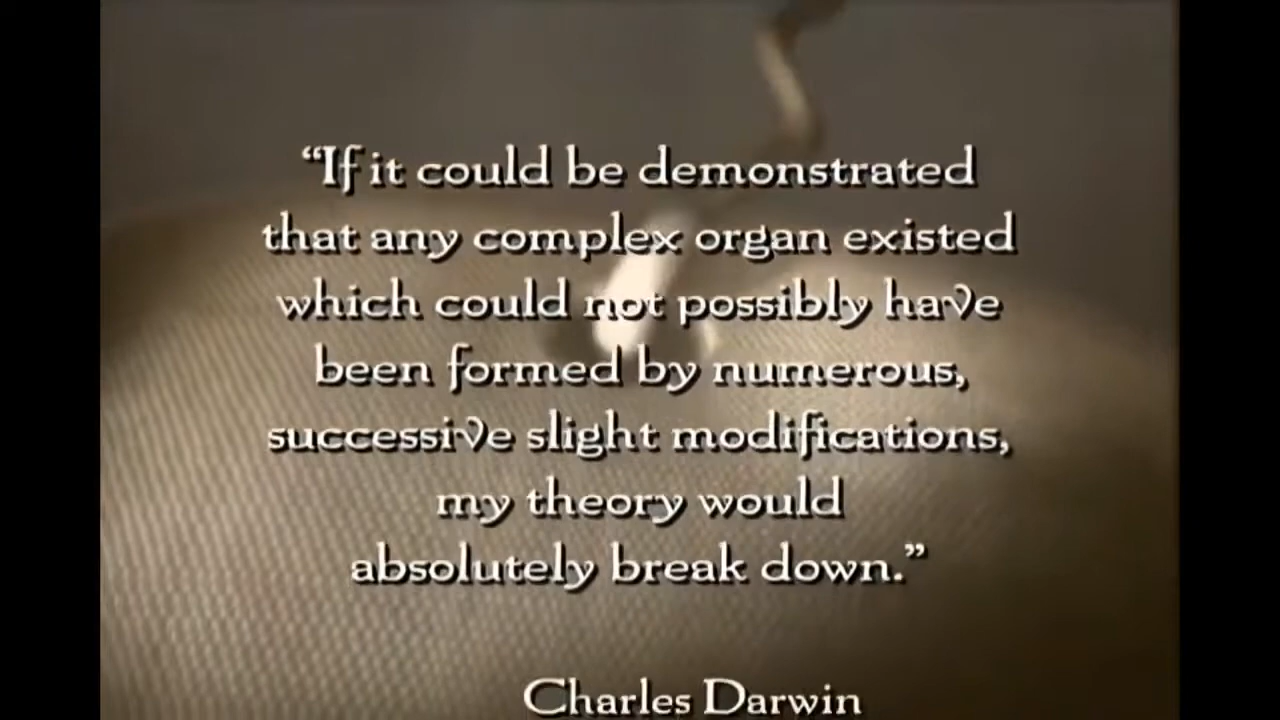 “If it could be demonstrated
that any complex organ existed
which could not possibly have
been formed by numerous,
successive slight modifications,
my theory would
absolutely break down.”
Charles Darwin